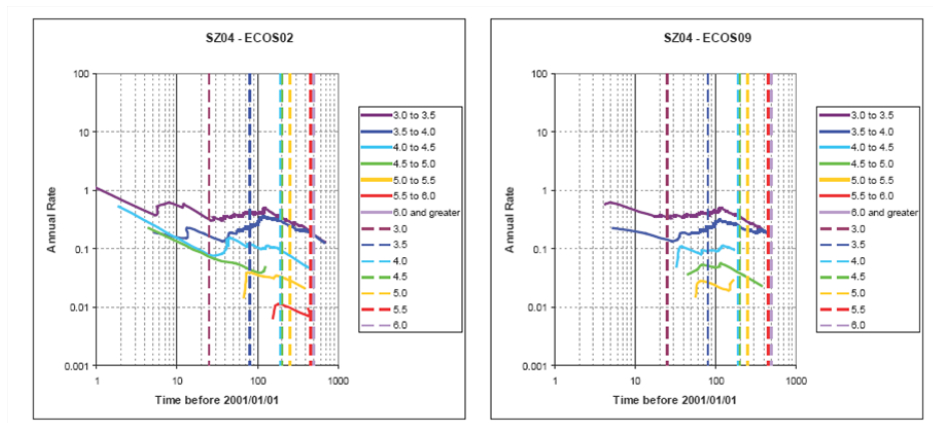 SZ04 - ECOS02
100
10
1
0.1
0.01
0.001
1
10
100
1000
Annual Rate
Time before 2001/01/01
3.0 to 3.5
3.5 to 4.0
4.0 to 4.5
4.5 to 5.0
5.0 to 5.5
5.5 to 6.0
6.0 and greater
3.0
3.5
4.0
4.5
5.0
5.5
6.0
SZ04 - ECOS09
100
10
1
0.1
0.01
0.001
1
10
100
1000
Annual Rate
Time before 2001/01/01
3.0 to 3.5
3.5 to 4.0
4.0 to 4.5
4.5 to 5.0
5.0 to 5.5
5.5 to 6.0
6.0 and greater
3.0
3.5
4.0
4.5
5.0
5.5
6.0